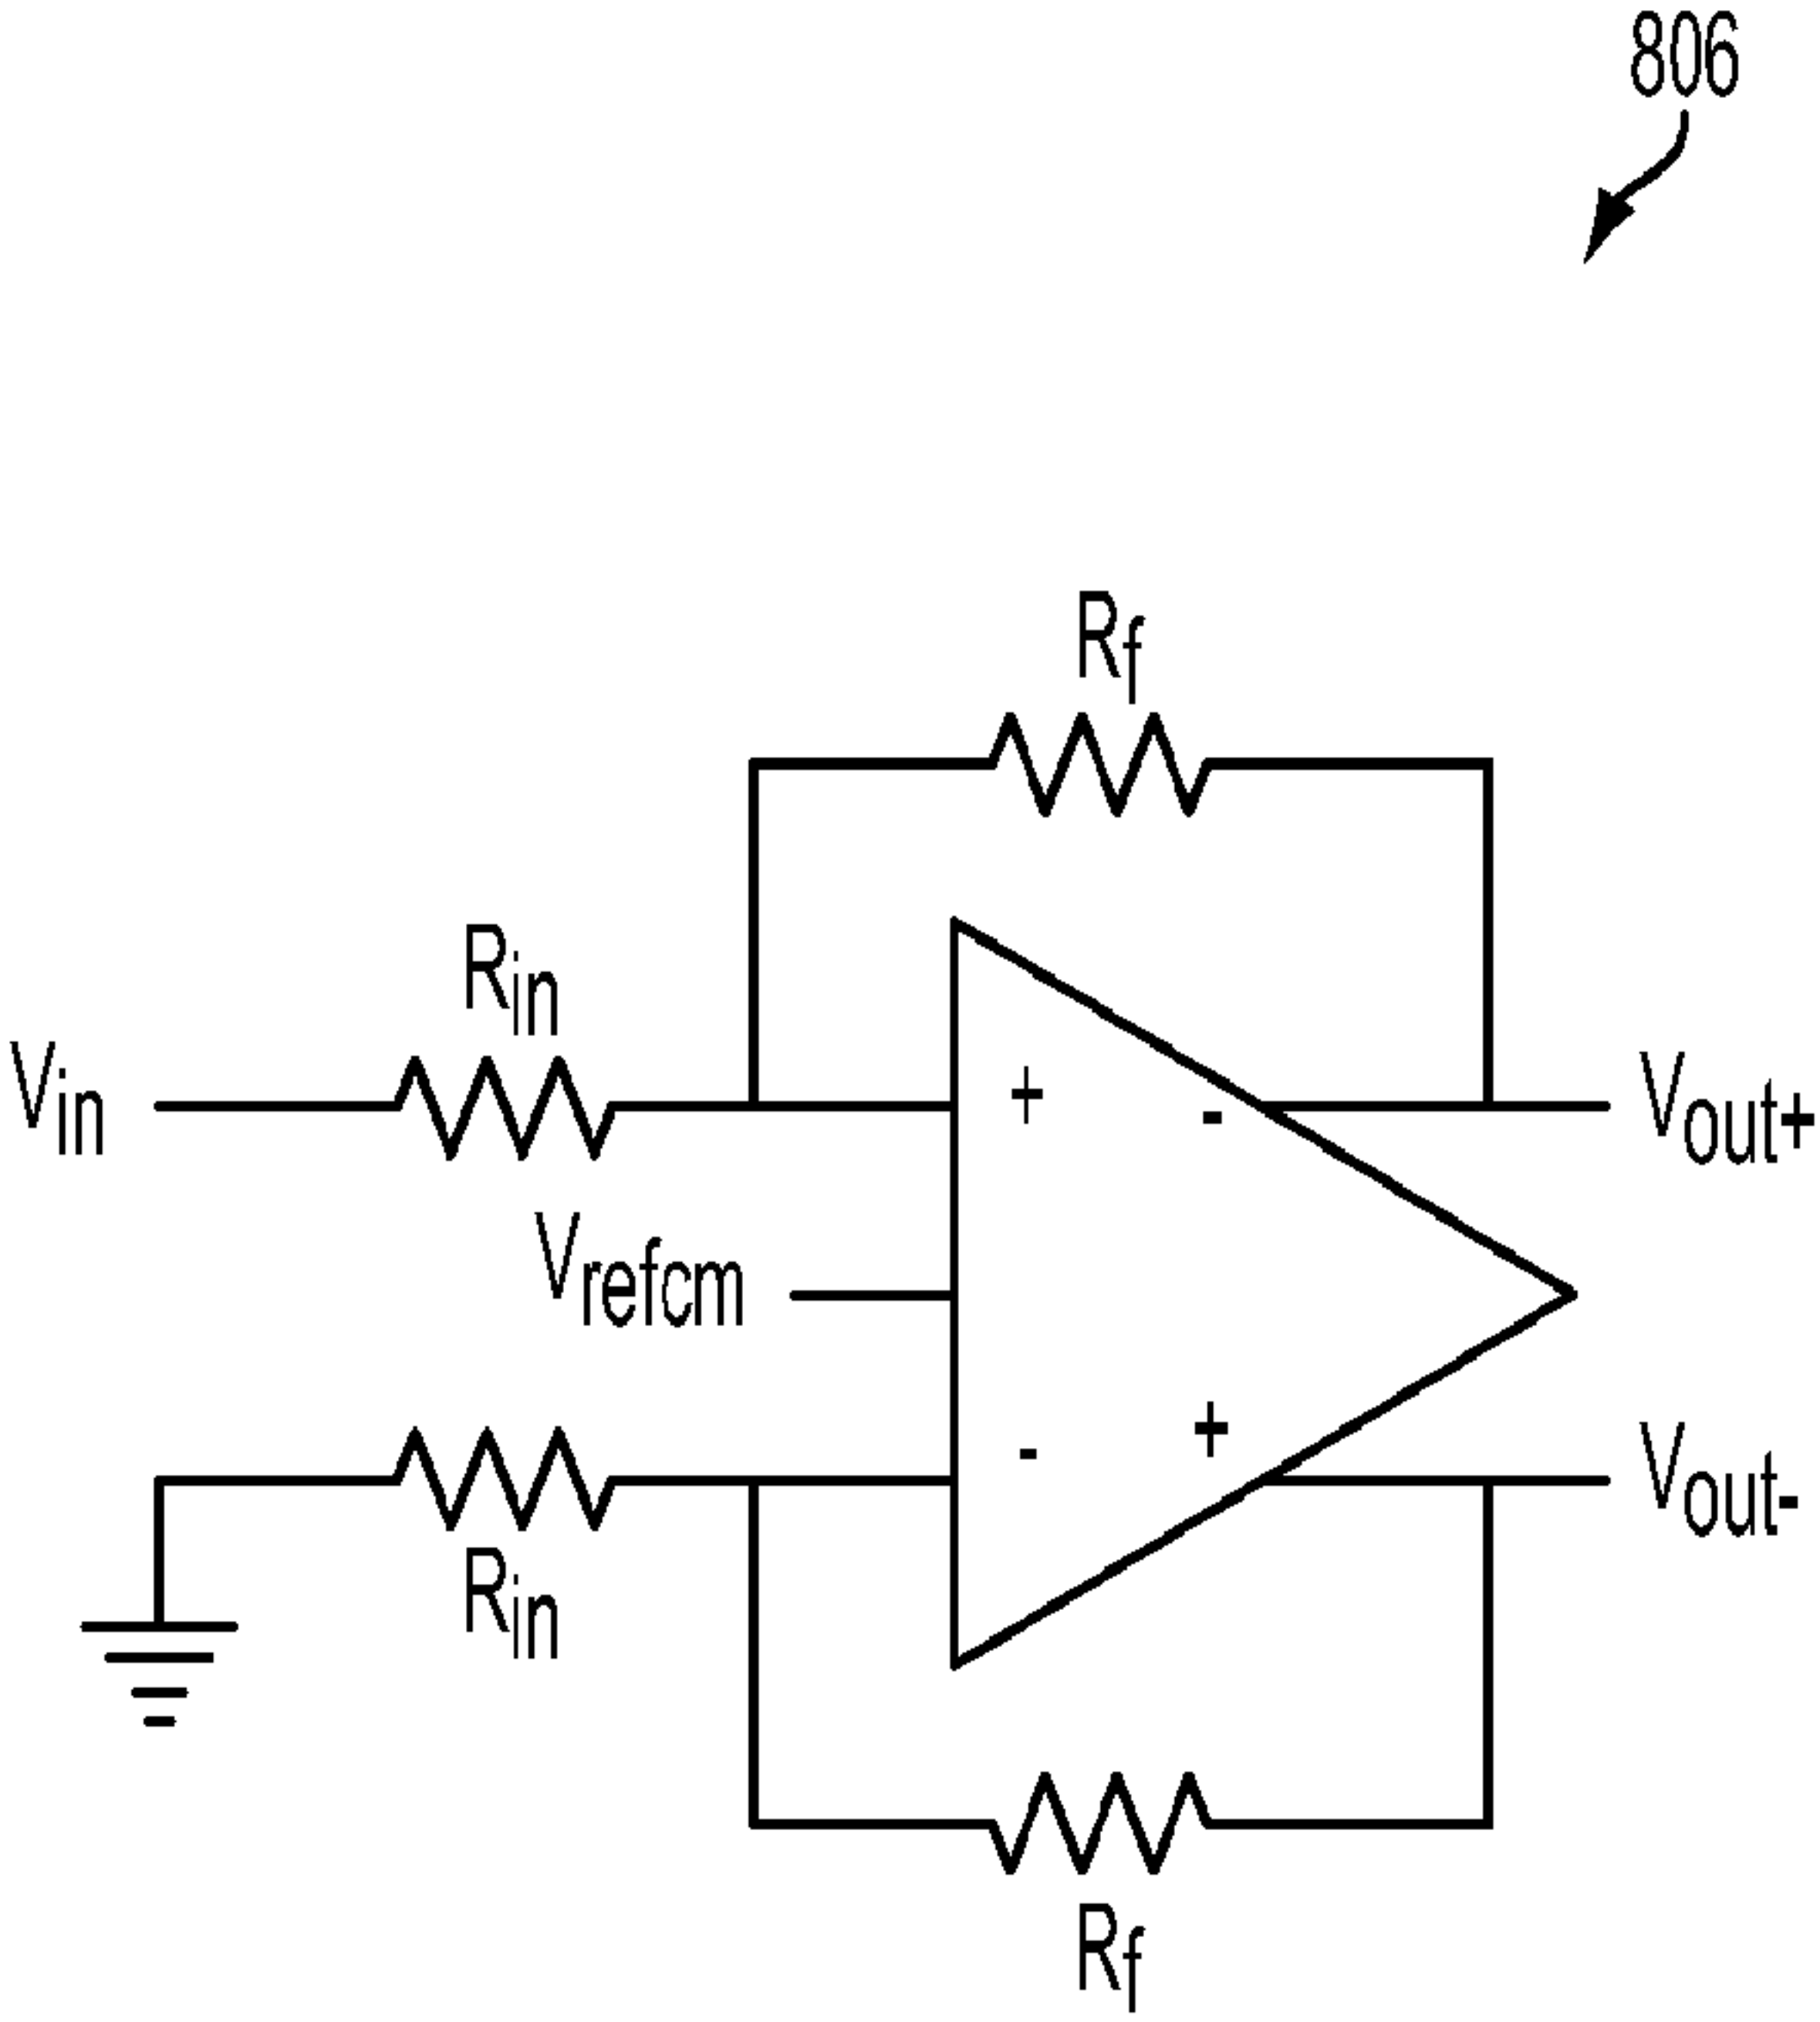 806
Rf
Rin
Vin
+
-
Vout+
Vrefcm
-
+
Vout-
Rin
Rf